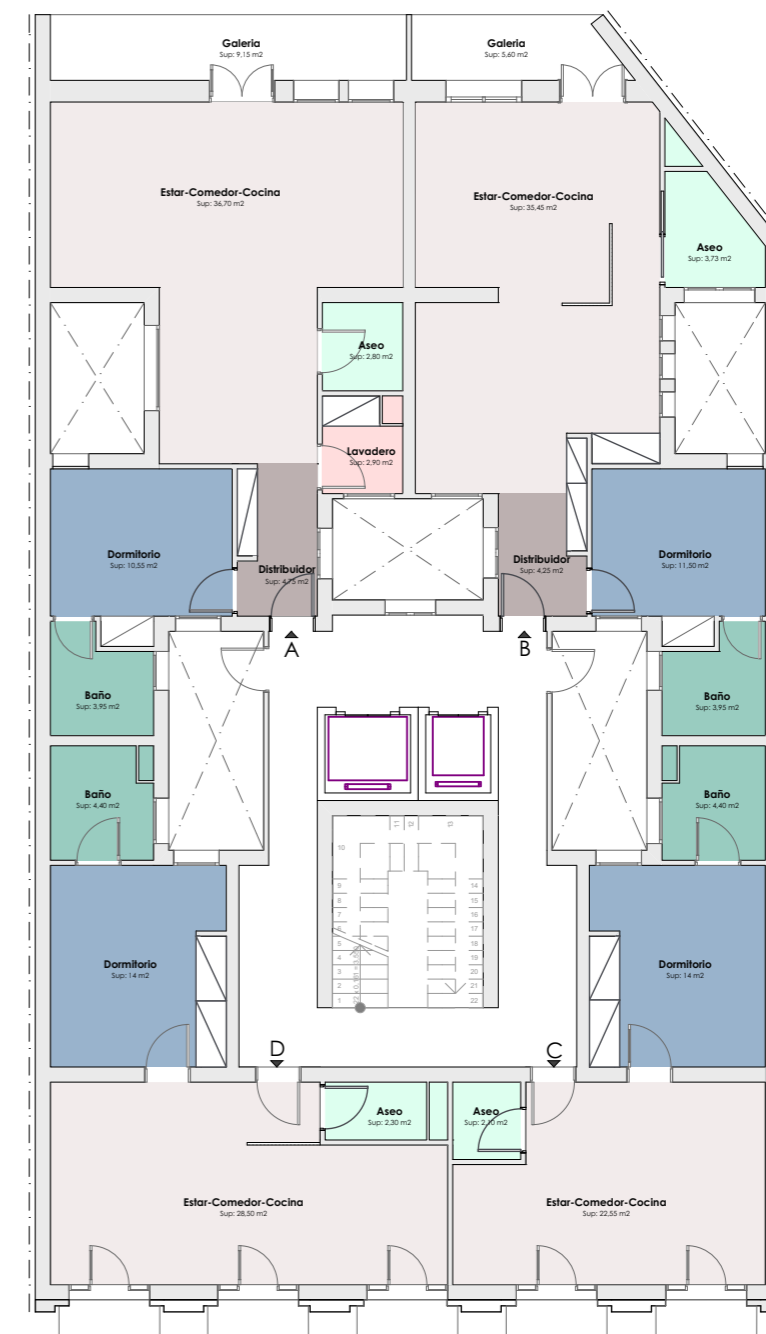 Galeria
Sup: 9,15 m2
Galeria
Sup: 5,60 m2
Estar-Comedor-Cocina
Sup: 36,70 m2
Estar-Comedor-Cocina
Sup: 35,45 m2
Aseo
Sup: 3,73 m2
Aseo
Sup: 2,80 m2
Lavadero
Sup: 2,90 m2
Dormitorio
Sup: 10,55 m2
Distribuidor
Sup: 4,75 m2
Distribuidor
Sup: 4,25 m2
Dormitorio
Sup: 11,50 m2
A
B
Baño
Sup: 3,95 m2
Baño
Sup: 3,95 m2
Baño
Sup: 4,40 m2
Baño
Sup: 4,40 m2
11
12
13
10
9
14
8
15
7
16
6
17
5
18
4
19
3
20
2
21
1
22
Dormitorio
Sup: 14 m2
Dormitorio
Sup: 14 m2
D
C
Aseo
Sup: 2,30 m2
Aseo
Sup: 2,10 m2
Estar-Comedor-Cocina
Sup: 28,50 m2
Estar-Comedor-Cocina
Sup: 22,55 m2